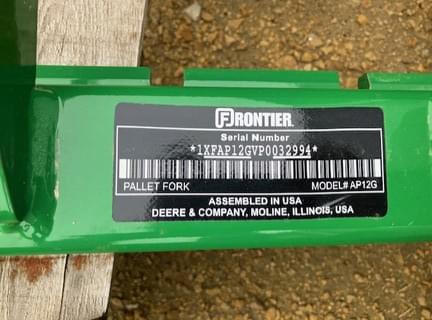 FRONTIER
Serial Number
*1XFAP12GVP0032994*
PALLET FORK MODEL# AP12G
ASSEMBLED IN USA
DEERE & COMPANY, MOLINE, ILLINOIS, USA